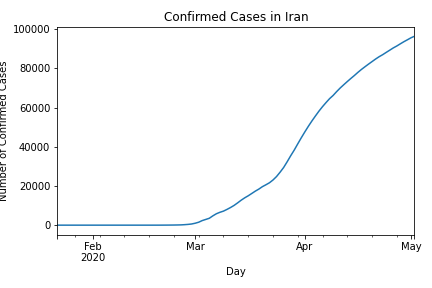 Confirmed Cases in Iran
Number of Confirmed Cases
100000
80000
60000
40000
20000
0
Feb
2020
Mar
Apr
May
Day